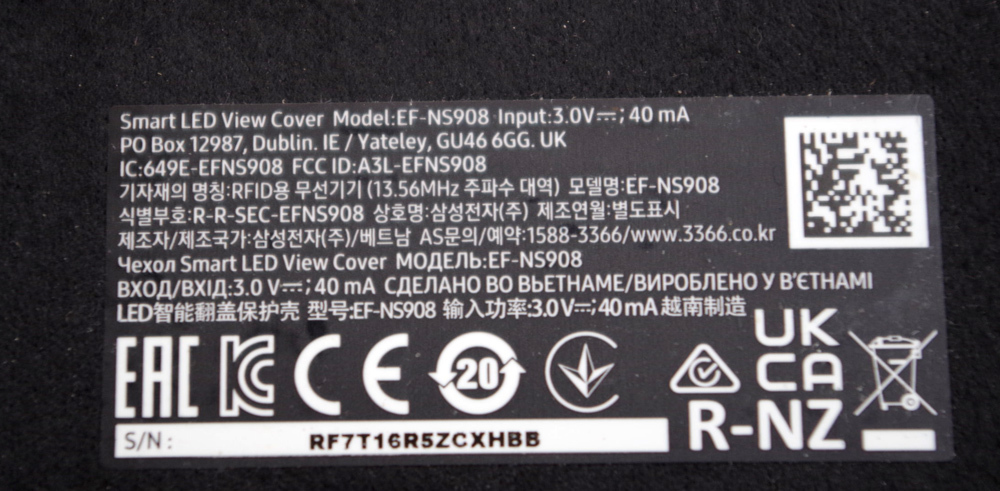 Smart LED View Cover Model:EF-NS908 Input:3.0V⎓; 40 mA
PO Box 12987, Dublin. IE / Yateley, GU46 6GG. UK
IC:649E-EFNS908 FCC ID:A3L-EFNS908
기자재의 명칭:RFID용 무선기기 (13.56MHz 주파수 대역) 모델명:EF-NS908
식별부호:R-R-SEC-EFNS908 상호명:삼성전자(주) 제조연월:별도표시
제조자/제조국가:삼성전자(주)/베트남 AS문의/예약:1588-3366/www.3366.co.kr
Чехол Smart LED View Cover МОДЕЛЬ:EF-NS908
ВХОД/ВХІД:3.0 V⎓; 40 mA СДЕЛАНО ВО ВЬЕТНАМЕ/ВИРОБЛЕНО У В'ЄТНАМІ
LED智能翻盖保护壳 型号:EF-NS908 输入功率:3.0V⎓; 40 mA 越南制造
EAC KC CE 20 UK
CA
R-NZ
S/N : RF7T16R5ZCXHBB